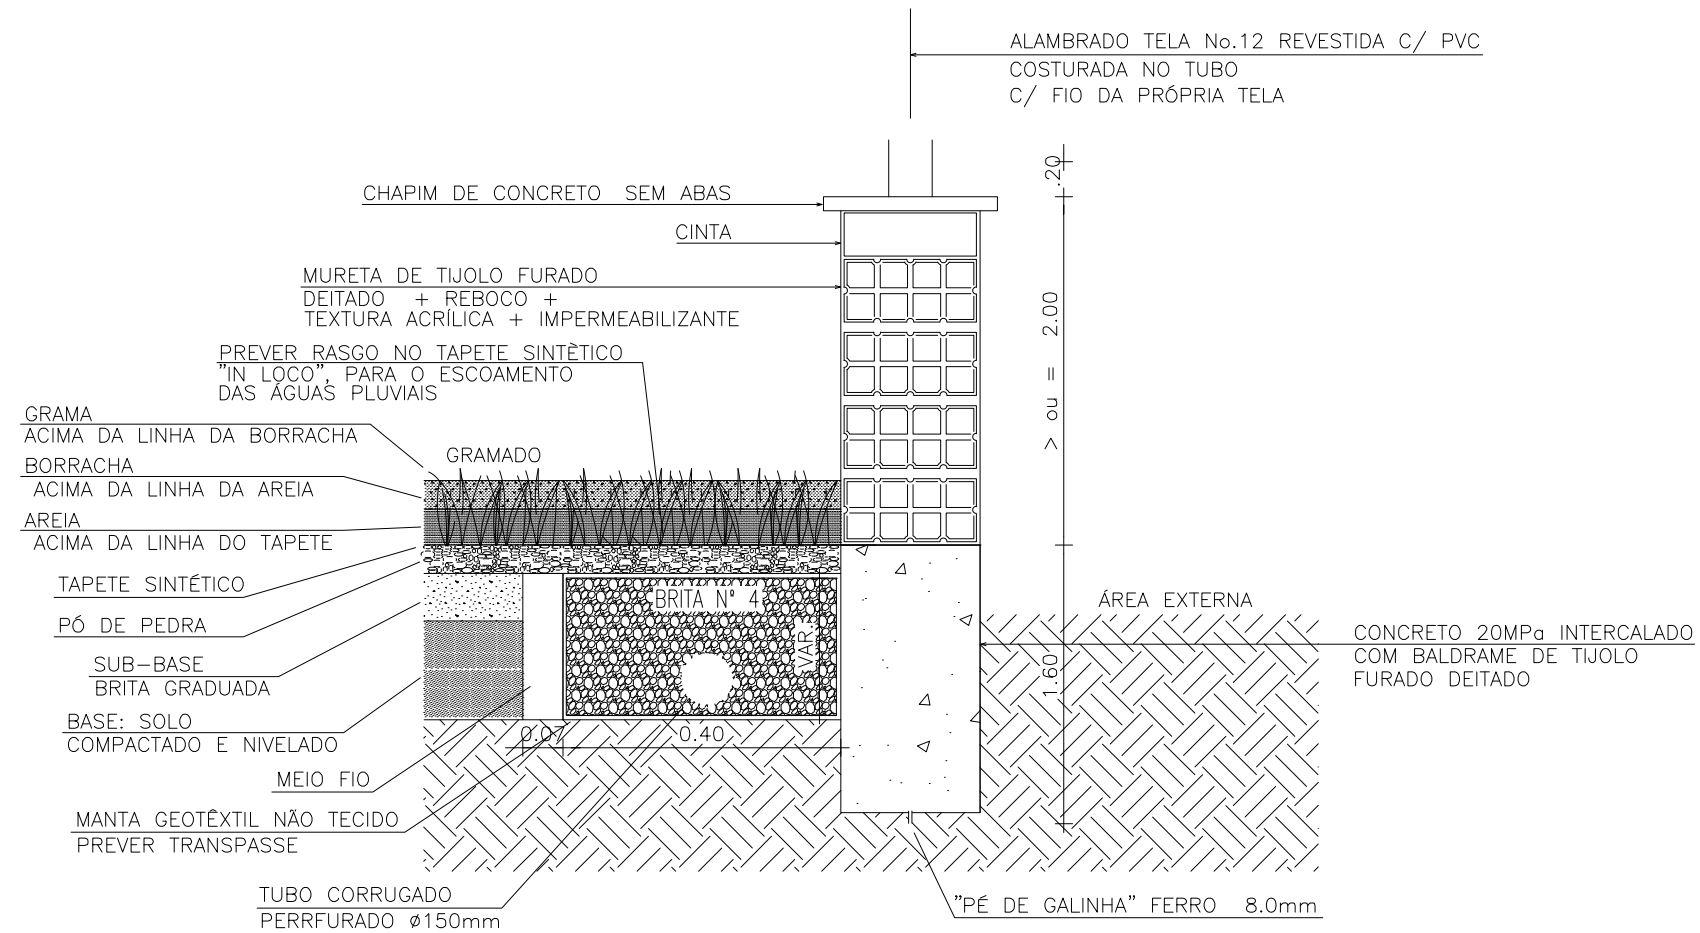 ALAMBRADO TELA No.12 REVESTIDA C/ PVC
COSTURADA NO TUBO
C/ FIO DA PRÓPRIA TELA
.20
CHAPIM DE CONCRETO SEM ABAS
CINTA
MURETA DE TIJOLO FURADO
DEITADO + REBOCO +
TEXTURA ACRÍLICA + IMPERMEABILIZANTE
> ou = 2.00
PREVER RASGO NO TAPETE SINTÈTICO
"IN LOCO", PARA O ESCOAMENTO
DAS ÁGUAS PLUVIAIS
GRAMA
ACIMA DA LINHA DA BORRACHA
GRAMADO
BORRACHA
ACIMA DA LINHA DA AREIA
AREIA
ACIMA DA LINHA DO TAPETE
TAPETE SINTÉTICO
PÓ DE PEDRA
BRITA Nº 4
VAR.
ÁREA EXTERNA
CONCRETO 20MPa INTERCALADO
COM BALDRAME DE TIJOLO
FURADO DEITADO
1.60
SUB-BASE
BRITA GRADUADA
BASE: SOLO
COMPACTADO E NIVELADO
0.07
0.40
MEIO FIO
MANTA GEOTÊXTIL NÃO TECIDO
PREVER TRANSPASSE
TUBO CORRUGADO
PERRFURADO ø150mm
"PÉ DE GALINHA" FERRO 8.0mm